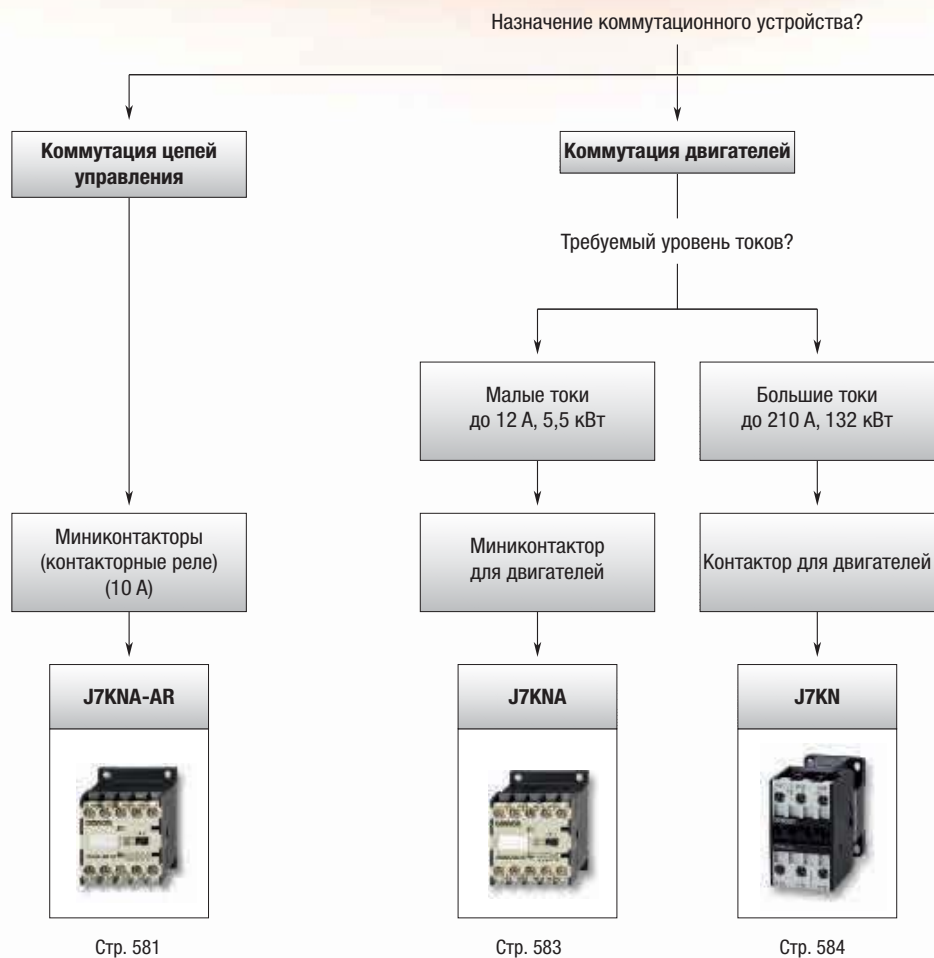 Назначение коммутационного устройства?
Коммутация цепей
управления
Коммутация двигателей
Требуемый уровень токов?
Малые токи
до 12 А, 5,5 кВт
Большие токи
до 210 А, 132 кВт
Миниконтакторы
(контакторные реле)
(10 А)
Миниконтактор
для двигателей
Контактор для двигателей
J7KNA-AR
J7KNA
J7KN
Стр. 581
Стр. 583
Стр. 584